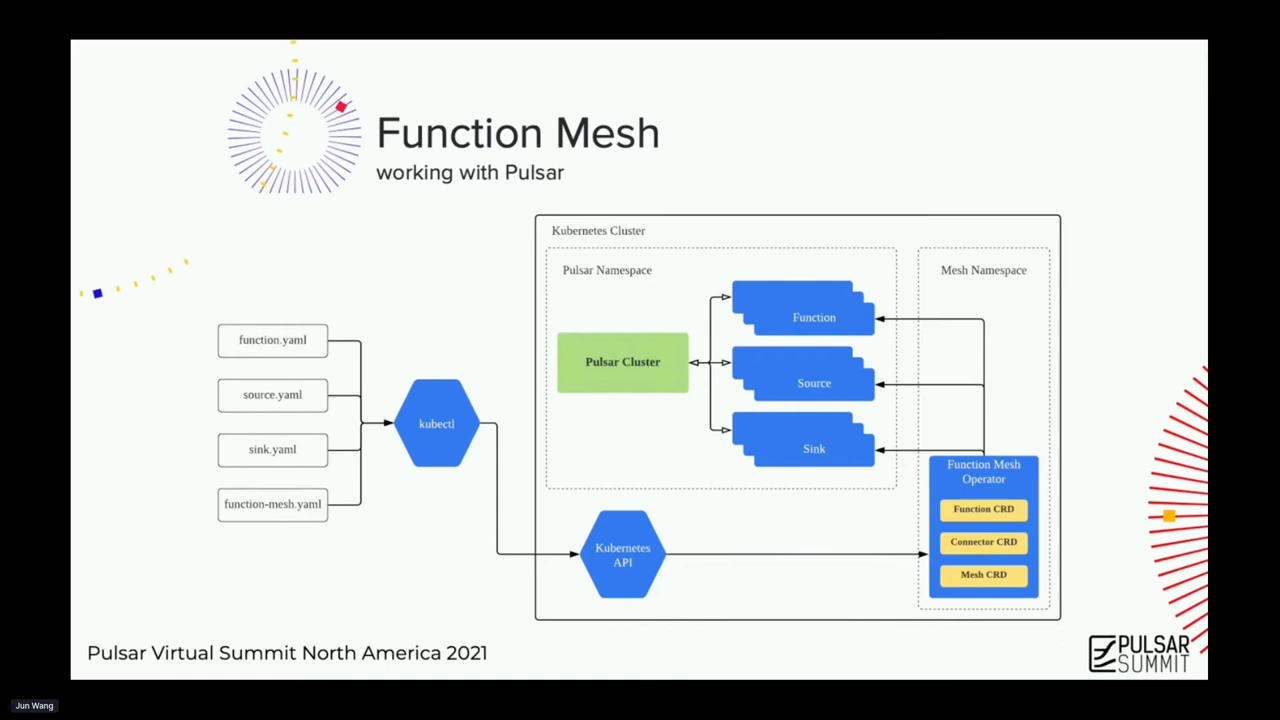 Function Mesh
working with Pulsar
Kubernetes Cluster
Pulsar Namespace
Mesh Namespace
Function
function.yaml
Pulsar Cluster
Source
source.yaml
kubectl
sink.yaml
Sink
Function Mesh
Operator
function-mesh.yaml
Function CRD
Kubernetes
API
Connector CRD
Mesh CRD
Pulsar Virtual Summit North America 2021
PULSAR
SUMMIT
Jun Wang